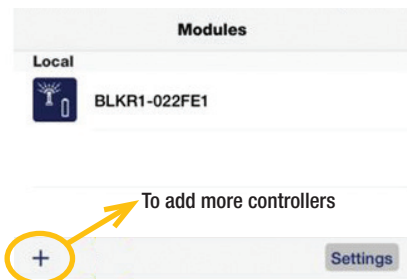 Modules
Local
BLKR1-022FE1
To add more controllers
+
Settings